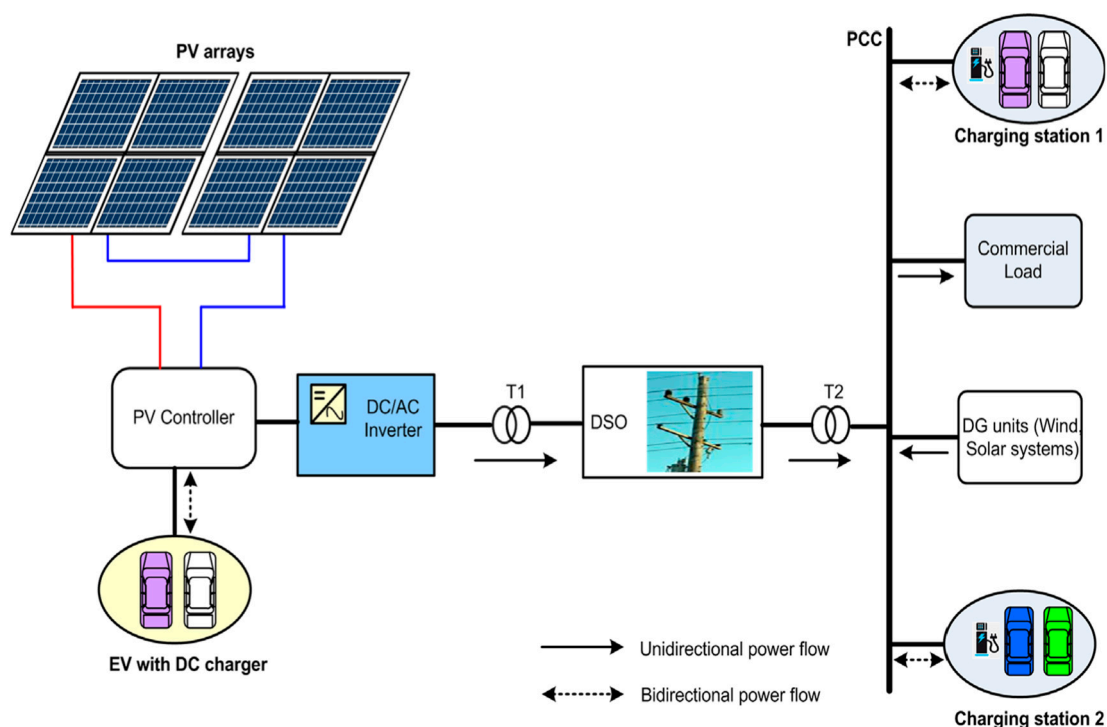 PV arrays
PCC
Charging station 1
Commercial
Load
PV Controller
DC/AC
Inverter
T1
DSO
T2
DG units (Wind,
Solar systems)
EV with DC charger
Unidirectional power flow
Bidirectional power flow
Charging station 2